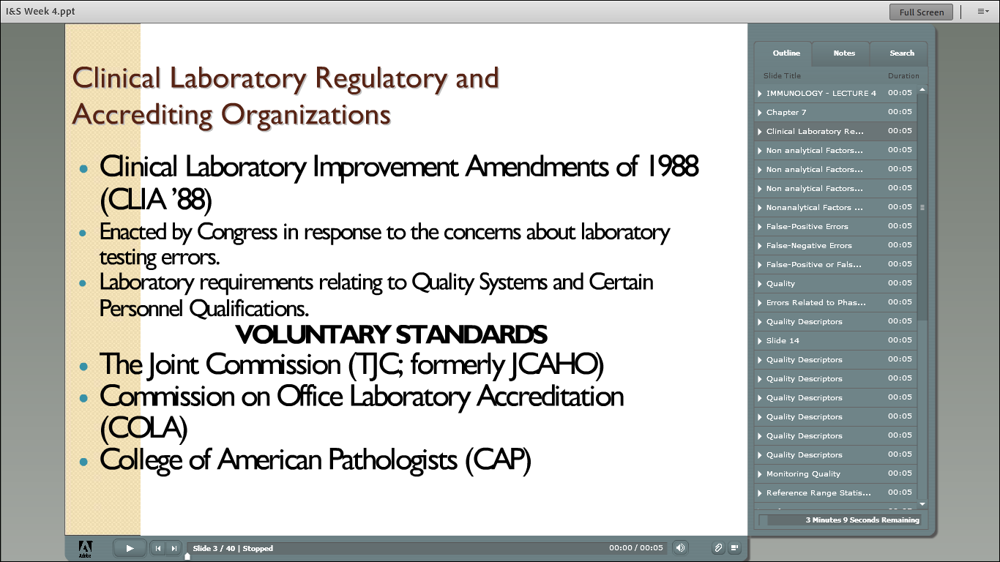 I&S Week 4.ppt
Full Screen
Clinical Laboratory Regulatory and
Accrediting Organizations
• Clinical Laboratory Improvement Amendments of 1988
(CLIA ’88)
• Enacted by Congress in response to the concerns about laboratory
testing errors.
• Laboratory requirements relating to Quality Systems and Certain
Personnel Qualifications.
VOLUNTARY STANDARDS
• The Joint Commission (TJC; formerly JCAHO)
• Commission on Office Laboratory Accreditation
(COLA)
• College of American Pathologists (CAP)
Outline Notes Search
Slide Title Duration
IMMUNOLOGY - LECTURE 4 00:05
Chapter 7 00:05
Clinical Laboratory Re... 00:05
Non analytical Factors... 00:05
Non analytical Factors... 00:05
Non analytical Factors... 00:05
Nonanalytical Factors ... 00:05
False-Positive Errors 00:05
False-Negative Errors 00:05
False-Positive or Fals... 00:05
Quality 00:05
Errors Related to Phas... 00:05
Quality Descriptors 00:05
Slide 14 00:05
Quality Descriptors 00:05
Quality Descriptors 00:05
Quality Descriptors 00:05
Quality Descriptors 00:05
Quality Descriptors 00:05
Quality Descriptors 00:05
Monitoring Quality 00:05
Reference Range Statis... 00:05
3 Minutes 9 Seconds Remaining
Adobe
Slide 3 / 40 | Stopped 00:00 / 00:05